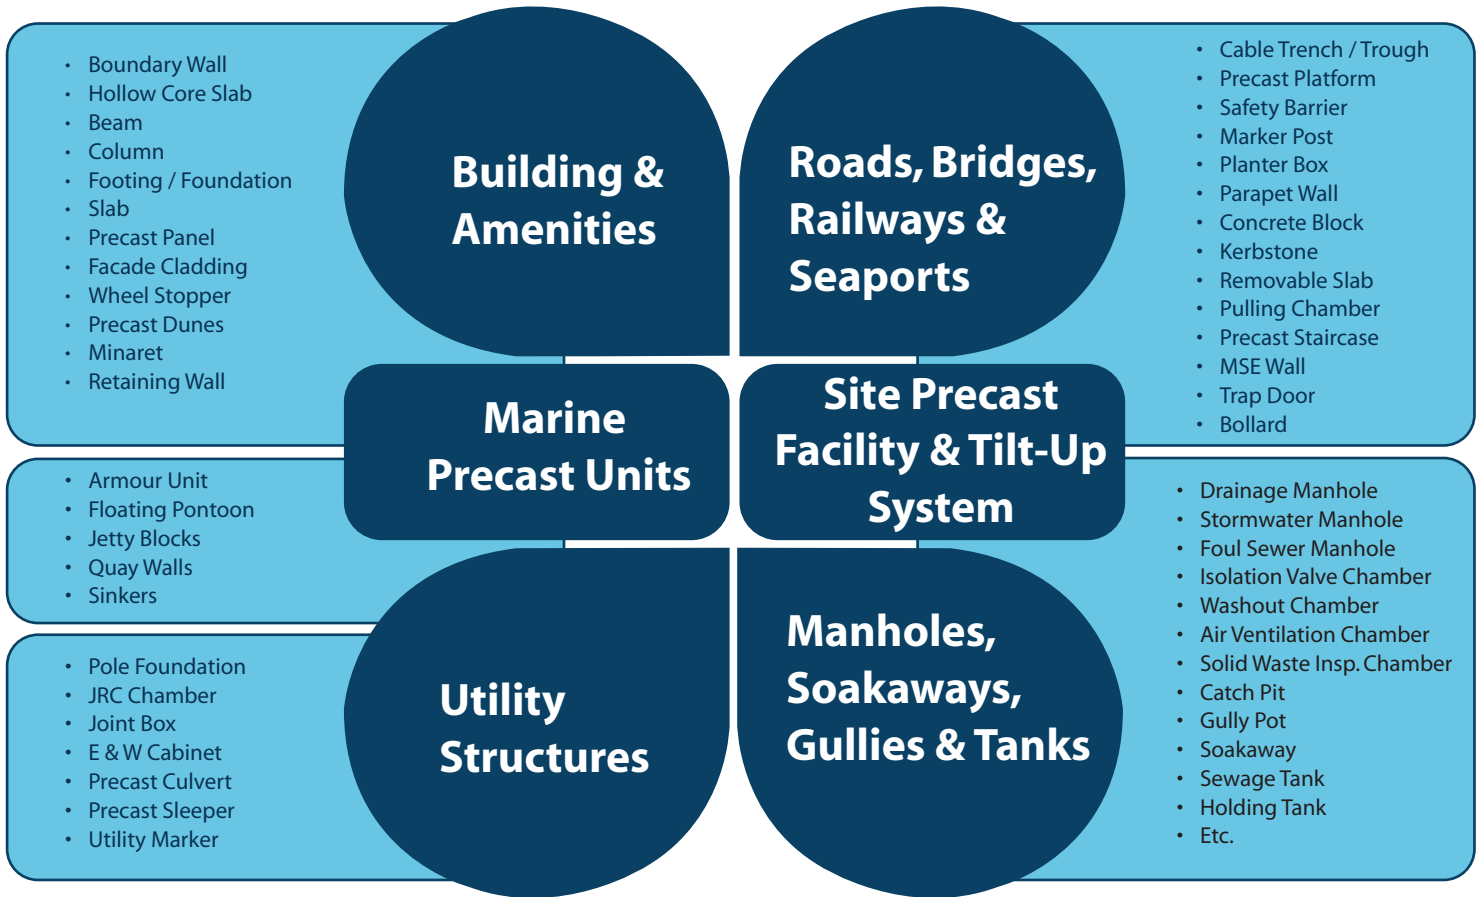 Building &
Amenities
• Boundary Wall
• Hollow Core Slab
• Beam
• Column
• Footing / Foundation
• Slab
• Precast Panel
• Facade Cladding
• Wheel Stopper
• Precast Dunes
• Minaret
• Retaining Wall
Roads, Bridges,
Railways &
Seaports
• Cable Trench / Trough
• Precast Platform
• Safety Barrier
• Marker Post
• Planter Box
• Parapet Wall
• Concrete Block
• Kerbstone
• Removable Slab
• Pulling Chamber
• Precast Staircase
• MSE Wall
• Trap Door
• Bollard
Marine
Precast Units
• Armour Unit
• Floating Pontoon
• Jetty Blocks
• Quay Walls
• Sinkers
Site Precast
Facility & Tilt-Up
System
Utility
Structures
• Pole Foundation
• JRC Chamber
• Joint Box
• E & W Cabinet
• Precast Culvert
• Precast Sleeper
• Utility Marker
Manholes,
Soakaways,
Gullies & Tanks
• Drainage Manhole
• Stormwater Manhole
• Foul Sewer Manhole
• Isolation Valve Chamber
• Washout Chamber
• Air Ventilation Chamber
• Solid Waste Insp. Chamber
• Catch Pit
• Gully Pot
• Soakaway
• Sewage Tank
• Holding Tank
• Etc.